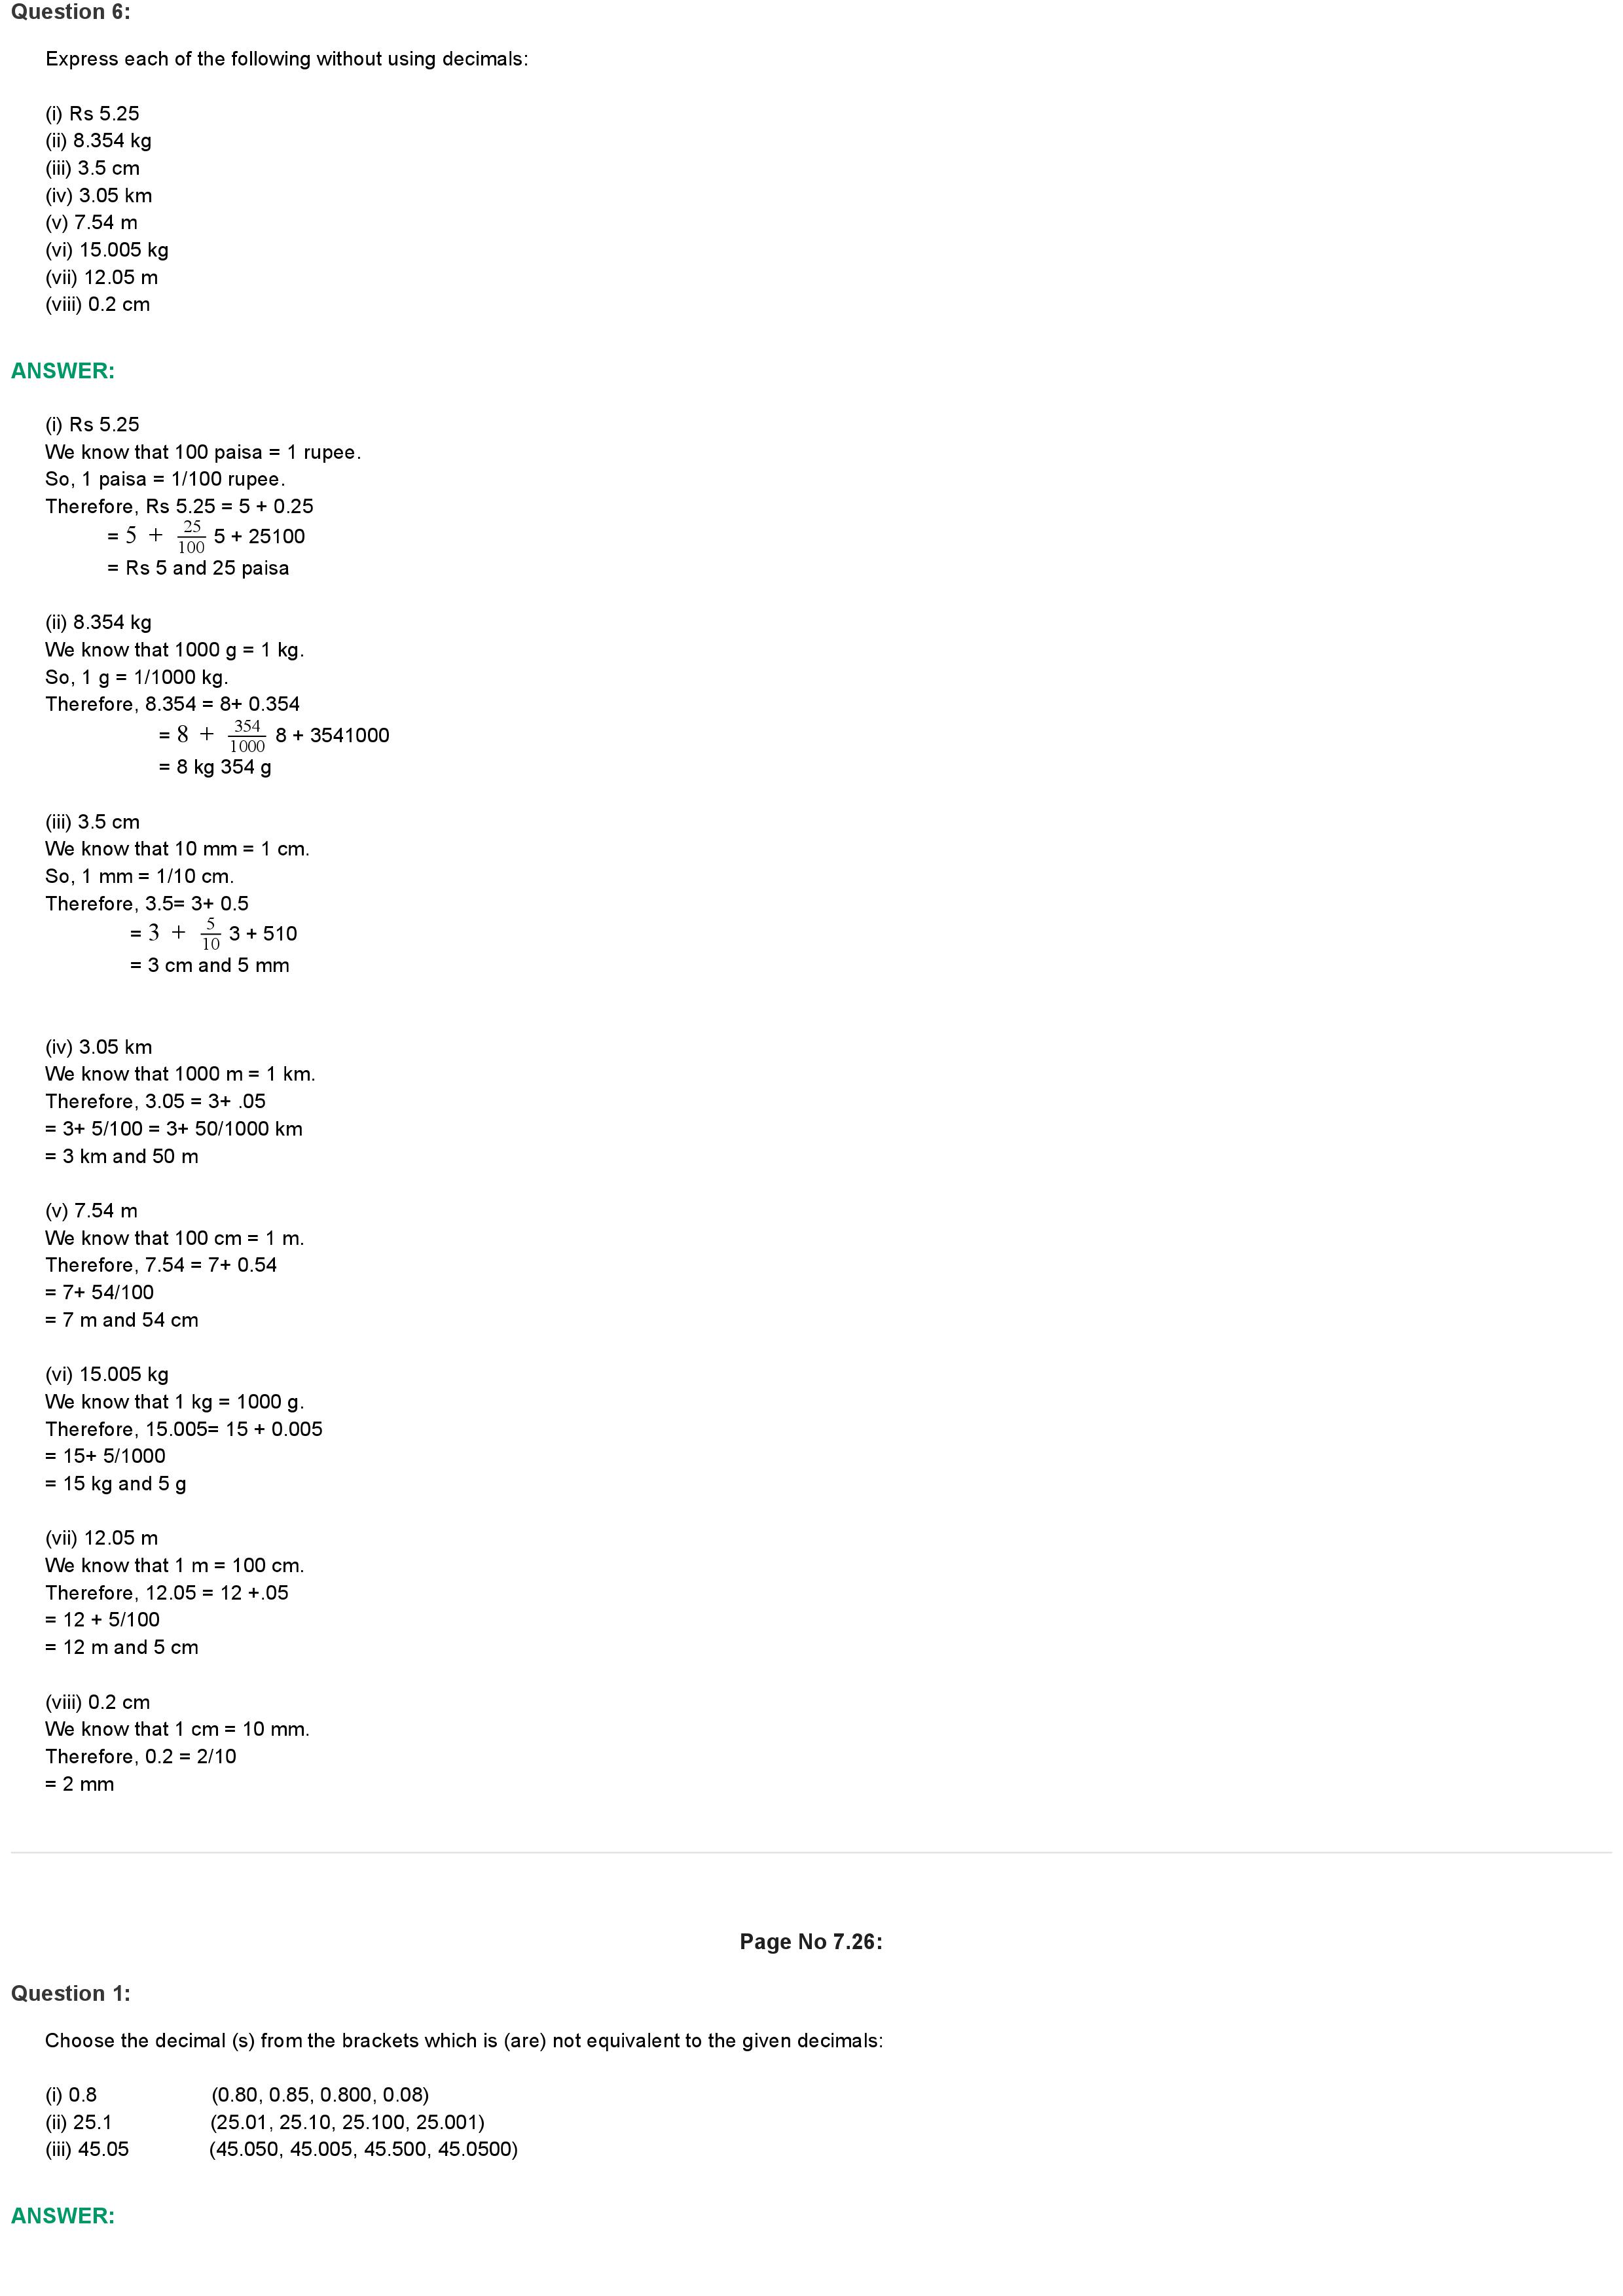 Question 6:
Express each of the following without using decimals:
(i) Rs 5.25
(ii) 8.354 kg
(iii) 3.5 cm
(iv) 3.05 km
(v) 7.54 m
(vi) 15.005 kg
(vii) 12.05 m
(viii) 0.2 cm
ANSWER:
(i) Rs 5.25
We know that 100 paisa = 1 rupee.
So, 1 paisa = 1/100 rupee.
Therefore, Rs 5.25 = 5 + 0.25
= 5 + 25/100 5 + 25100
= Rs 5 and 25 paisa
(ii) 8.354 kg
We know that 1000 g = 1 kg.
So, 1 g = 1/1000 kg.
Therefore, 8.354 = 8+ 0.354
= 8 + 354/1000 8 + 3541000
= 8 kg 354 g
(iii) 3.5 cm
We know that 10 mm = 1 cm.
So, 1 mm = 1/10 cm.
Therefore, 3.5= 3+ 0.5
= 3 + 5/10 3 + 510
= 3 cm and 5 mm
(iv) 3.05 km
We know that 1000 m = 1 km.
Therefore, 3.05 = 3+ .05
= 3+ 5/100 = 3+ 50/1000 km
= 3 km and 50 m
(v) 7.54 m
We know that 100 cm = 1 m.
Therefore, 7.54 = 7+ 0.54
= 7+ 54/100
= 7 m and 54 cm
(vi) 15.005 kg
We know that 1 kg = 1000 g.
Therefore, 15.005= 15 + 0.005
= 15+ 5/1000
= 15 kg and 5 g
(vii) 12.05 m
We know that 1 m = 100 cm.
Therefore, 12.05 = 12 +.05
= 12 + 5/100
= 12 m and 5 cm
(viii) 0.2 cm
We know that 1 cm = 10 mm.
Therefore, 0.2 = 2/10
= 2 mm
Page No 7.26:
Question 1:
Choose the decimal (s) from the brackets which is (are) not equivalent to the given decimals:
(i) 0.8 (0.80, 0.85, 0.800, 0.08)
(ii) 25.1 (25.01, 25.10, 25.100, 25.001)
(iii) 45.05 (45.050, 45.005, 45.500, 45.0500)
ANSWER: